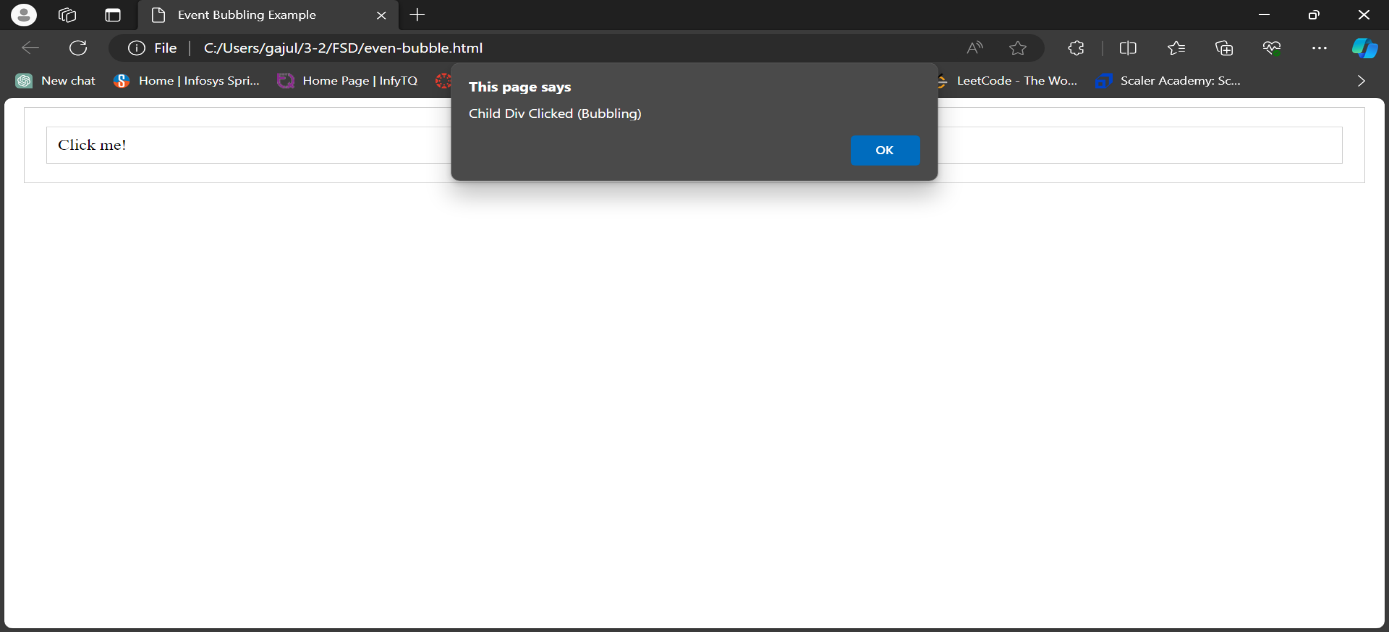 Event Bubbling Example
File C:/Users/gajul/3-2/FSD/even-bubble.html
New chat Home | Infosys Spri... Home Page | InfyTQ LeetCode - The Wo... Scaler Academy: Sc...
This page says
Child Div Clicked (Bubbling)
OK
Click me!